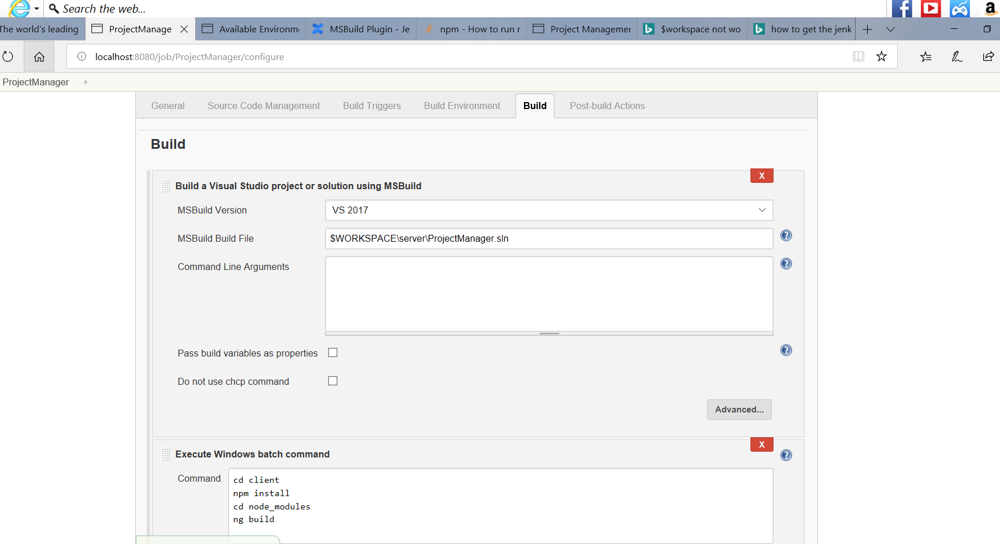 Search the web...
The world's leading
ProjectManage
Available Environm
MSBuild Plugin - Je
npm - How to run r
Project Managemer
$workspace not wo
how to get the jenk
localhost:8080/job/ProjectManager/configure
ProjectManager
General
Source Code Management
Build Triggers
Build Environment
Build
Post-build Actions
Build
X
Build a Visual Studio project or solution using MSBuild
MSBuild Version
VS 2017
MSBuild Build File
$WORKSPACE\server\ProjectManager.sln
Command Line Arguments
Pass build variables as properties
Do not use chcp command
Advanced...
X
Execute Windows batch command
Command
cd client
npm install
cd node_modules
ng build